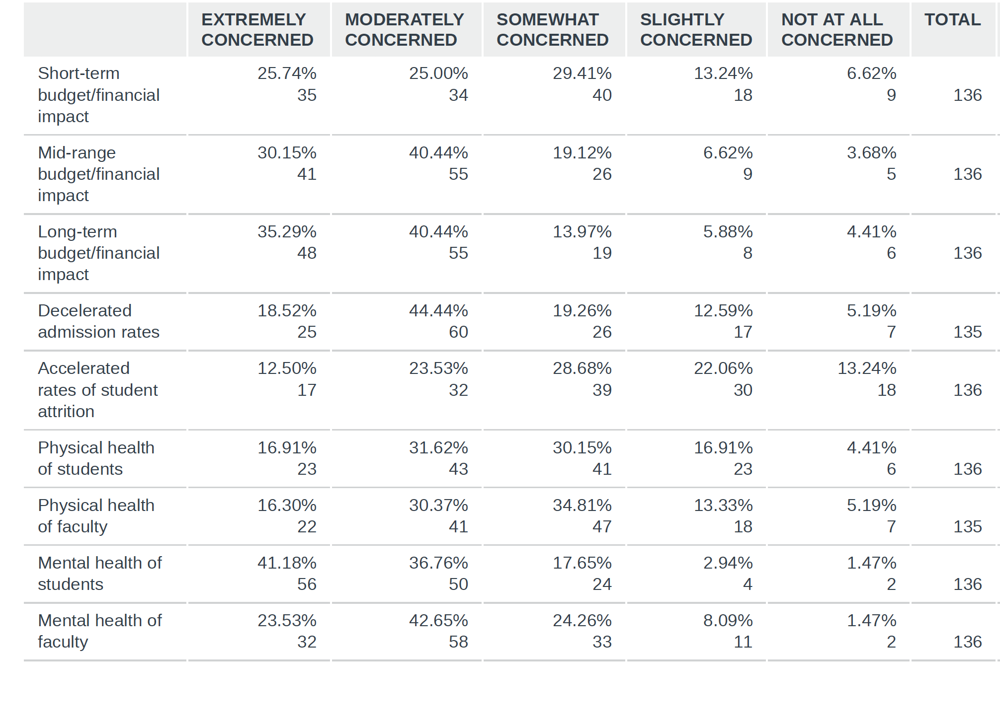 EXTREMELY CONCERNED MODERATELY CONCERNED SOMEWHAT CONCERNED SLIGHTLY CONCERNED NOT AT ALL CONCERNED TOTAL
Short-term 25.74% 25.00% 29.41% 13.24% 6.62%
budget/financial 35 34 40 18 9 136
impact
Mid-range 30.15% 40.44% 19.12% 6.62% 3.68%
budget/financial 41 55 26 9 5 136
impact
Long-term 35.29% 40.44% 13.97% 5.88% 4.41%
budget/financial 48 55 19 8 6 136
impact
Decelerated 18.52% 44.44% 19.26% 12.59% 5.19%
admission rates 25 60 26 17 7 135
Accelerated 12.50% 23.53% 28.68% 22.06% 13.24%
rates of student 17 32 39 30 18 136
attrition
Physical health 16.91% 31.62% 30.15% 16.91% 4.41%
of students 23 43 41 23 6 136
Physical health 16.30% 30.37% 34.81% 13.33% 5.19%
of faculty 22 41 47 18 7 135
Mental health of 41.18% 36.76% 17.65% 2.94% 1.47%
students 56 50 24 4 2 136
Mental health of 23.53% 42.65% 24.26% 8.09% 1.47%
faculty 32 58 33 11 2 136